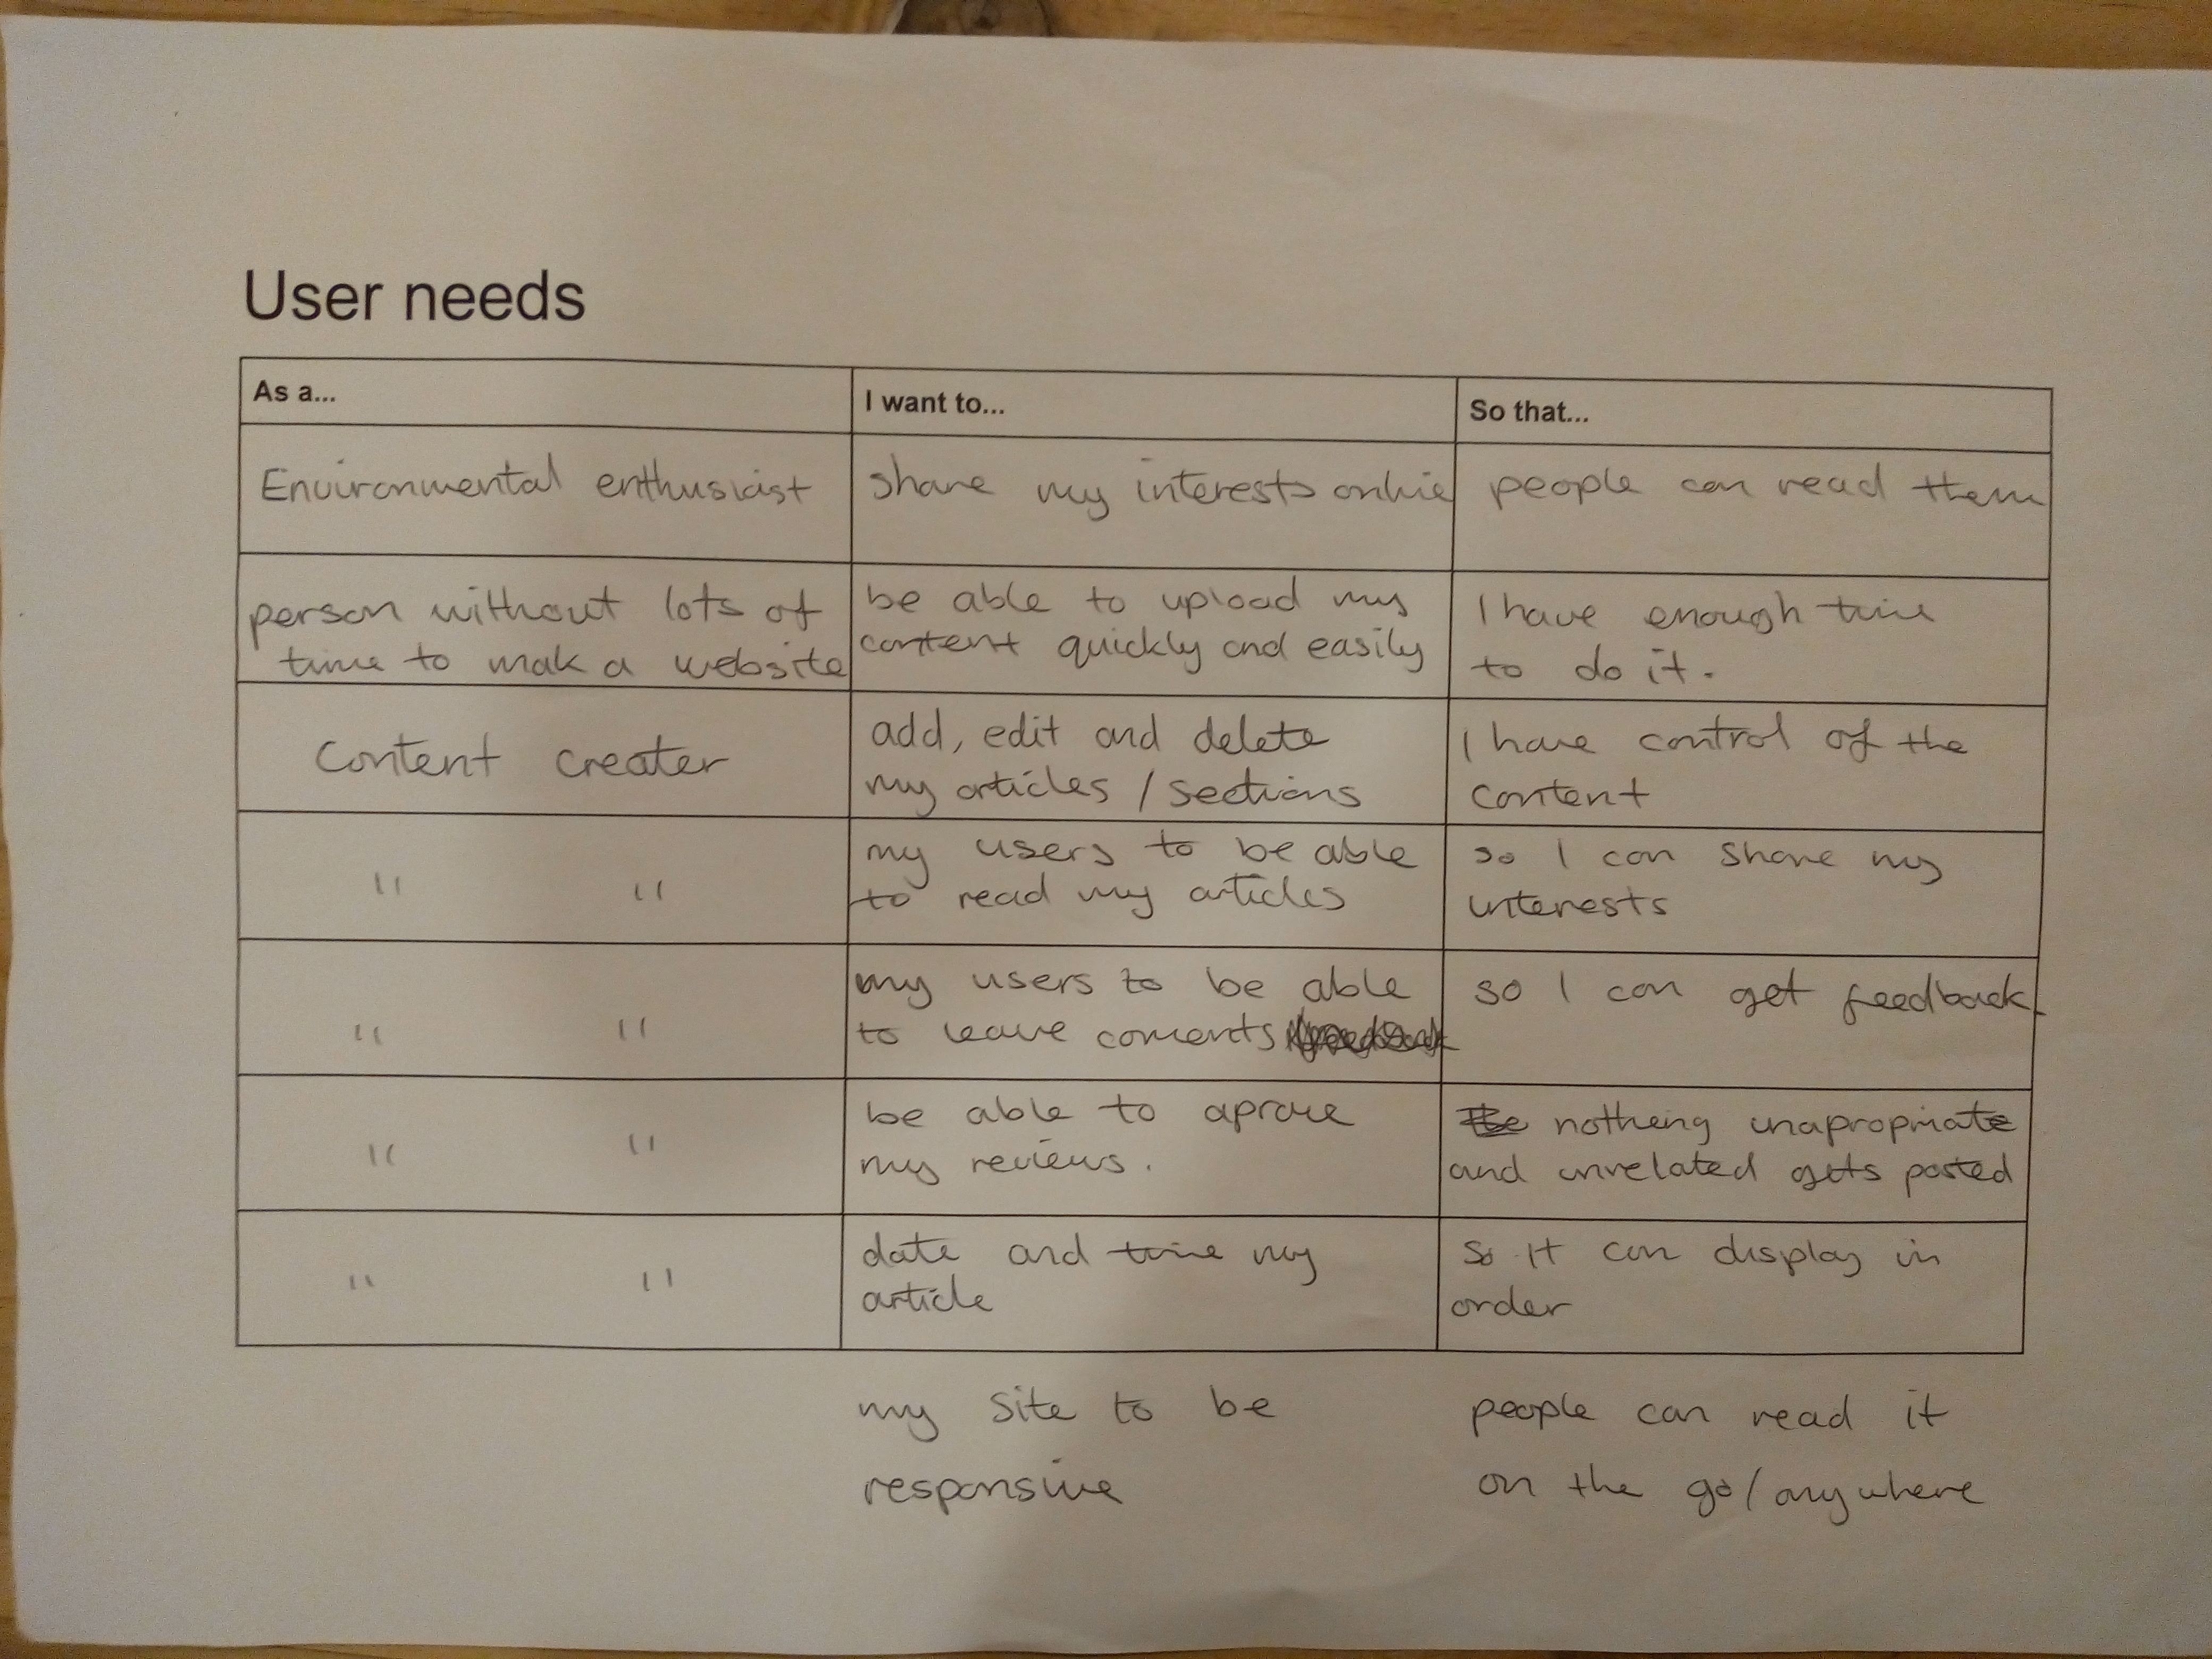 User needs
As a...
I want to...
So that...
Environmental enthusiast
share my interests online
people can read them
person without lots of
time to mak a website
be able to upload my
content quickly and easily
I have enough time
to do it.
Content creater
add, edit and delete
my articles / sections
I have control of the
content
" "
my users to be able
to read my articles
so I can share my
interests
" "
my users to be able
to leave coments
so I can get feedback
" "
be able to aprove
my reviews.
nothing unapropriate
and unrelated gets posted
" "
date and time my
article
so it can display in
order
my site to be
responsive
people can read it
on the go/anywhere